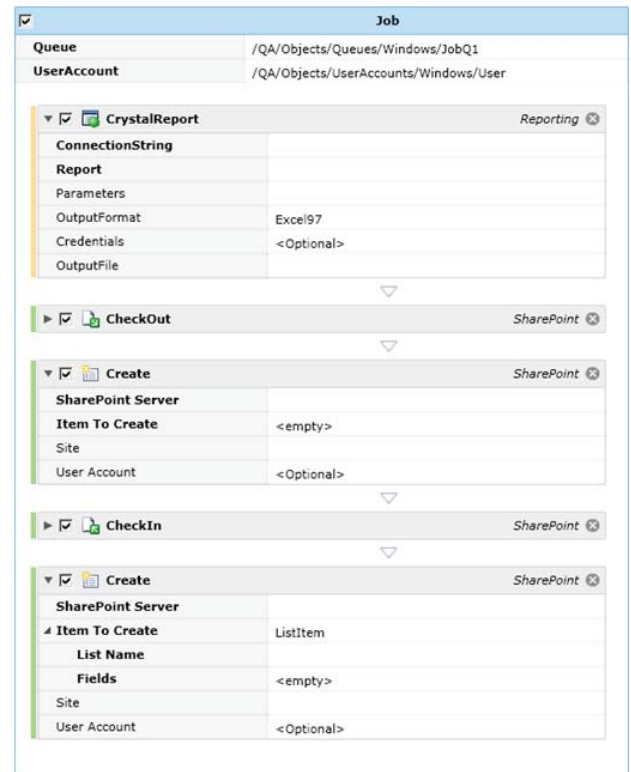 Job
Queue /QA/Objects/Queues/Windows/JobQ1
UserAccount /QA/Objects/UserAccounts/Windows/User
CrystalReport Reporting
ConnectionString
Report
Parameters
OutputFormat Excel97
Credentials <Optional>
OutputFile
CheckOut SharePoint
Create SharePoint
SharePoint Server
Item To Create <empty>
Site
User Account <Optional>
CheckIn SharePoint
Create SharePoint
SharePoint Server
Item To Create ListItem
List Name
Fields <empty>
Site
User Account <Optional>